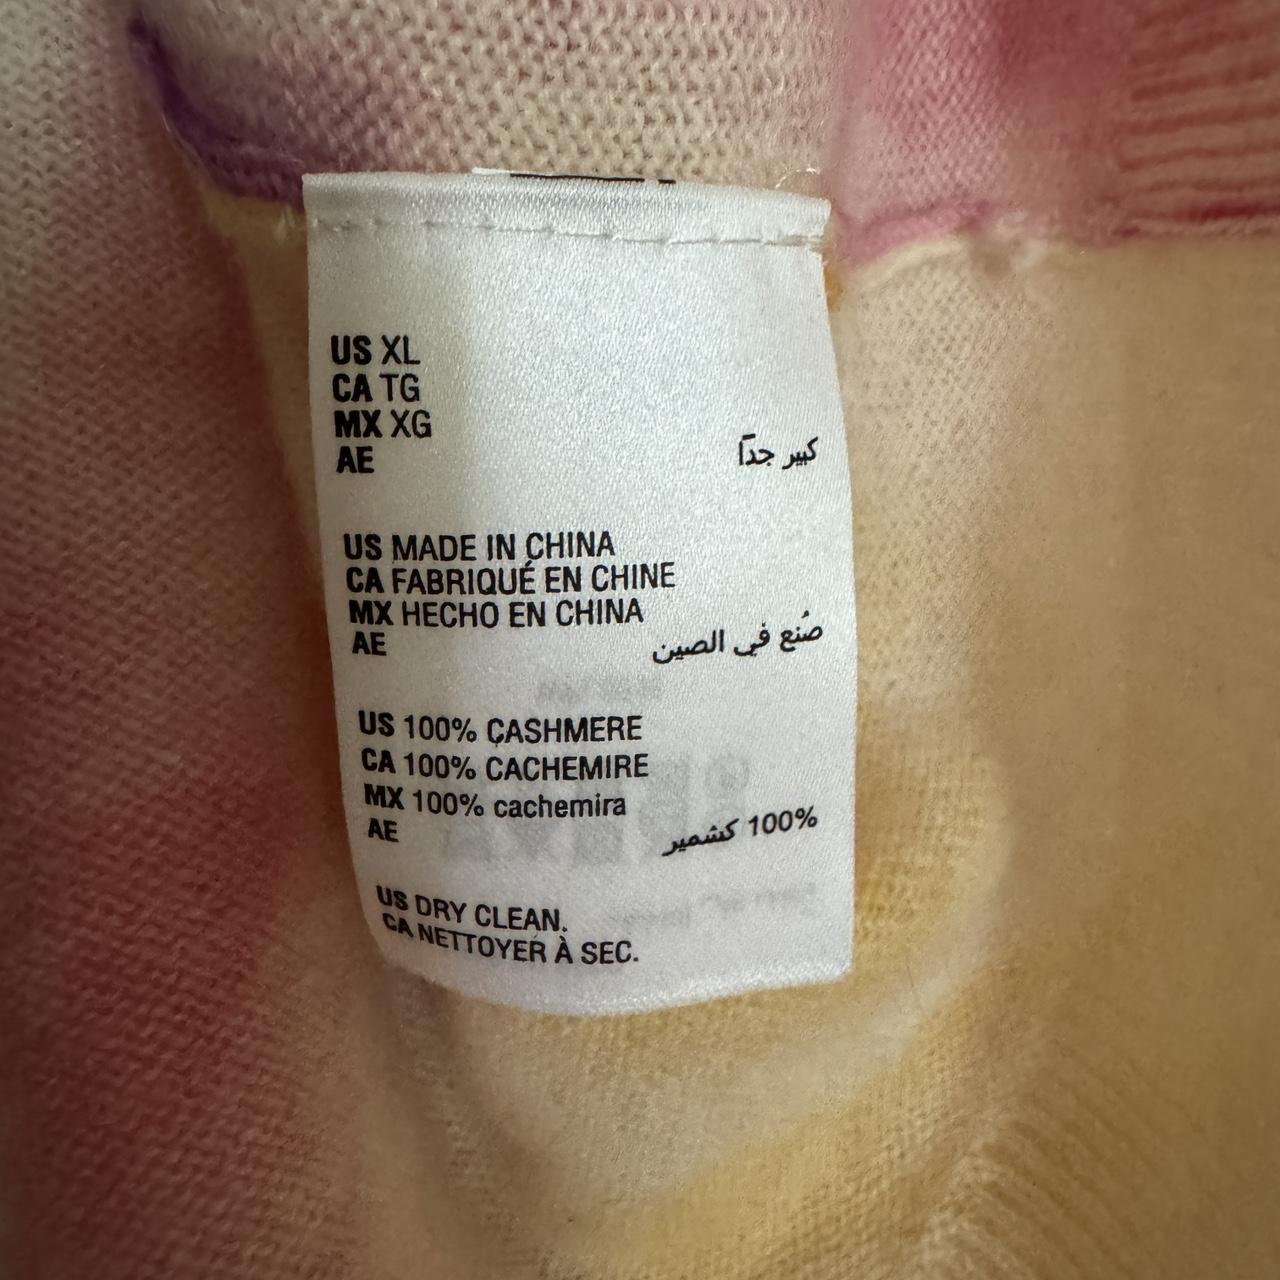 US XL
CA TG
MX XG
AE كبير جدًا
US MADE IN CHINA
CA FABRIQUÉ EN CHINE
MX HECHO EN CHINA
AE صُنع في الصين
US 100% CASHMERE
CA 100% CACHEMIRE
MX 100% cachemira
AE 100% كشمير
US DRY CLEAN.
CA NETTOYER À SEC.